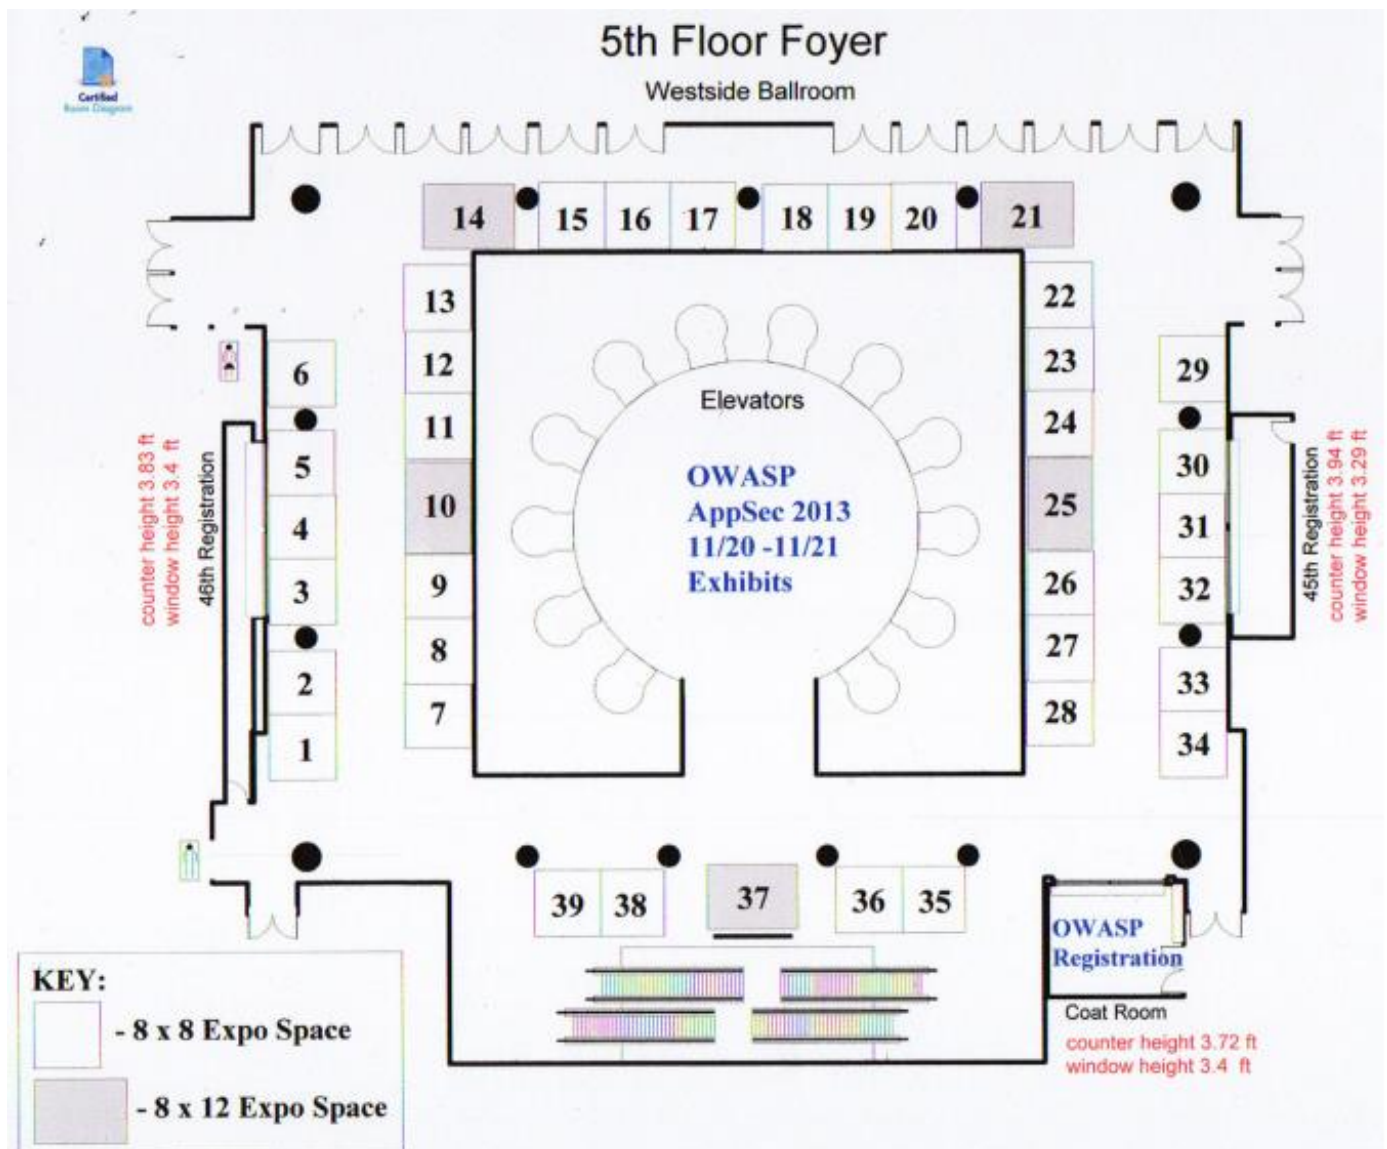 5th Floor Foyer
Westside Ballroom
Certified
Room Diagram
14
15
16
17
18
19
20
21
13
12
11
10
9
8
7
22
23
24
25
26
27
28
6
5
4
3
2
1
29
30
31
32
33
34
Elevators
OWASP
AppSec 2013
11/20 -11/21
Exhibits
counter height 3.83 ft
window height 3.4 ft
46th Registration
45th Registration
counter height 3.94 ft
window height 3.29 ft
39
38
37
36
35
OWASP
Registration
Coat Room
counter height 3.72 ft
window height 3.4 ft
KEY:
- 8 x 8 Expo Space
- 8 x 12 Expo Space